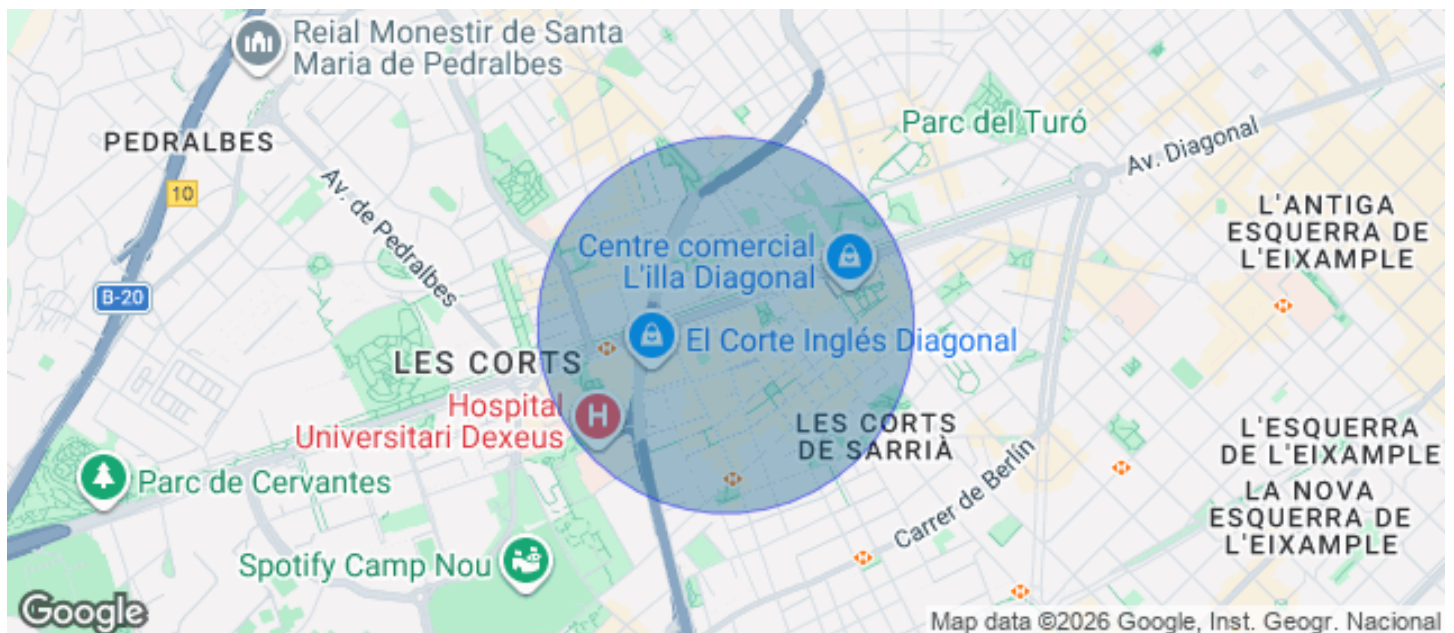 Reial Monestir de Santa
Maria de Pedralbes
PEDRALBES
10
Av. de Pedralbes
B-20
Parc del Turó
Av. Diagonal
L'ANTIGA
ESQUERRA DE
L'EIXAMPLE
Centre comercial
L'illa Diagonal
El Corte Inglés Diagonal
LES CORTS
Hospital
Universitari Dexeus
H
LES CORTS
DE SARRIÀ
L'ESQUERRA
DE L'EIXAMPLE
LA NOVA
ESQUERRA DE
L'EIXAMPLE
Parc de Cervantes
Carrer de Berlín
Spotify Camp Nou
Google
Map data ©2026 Google, Inst. Geogr. Nacional